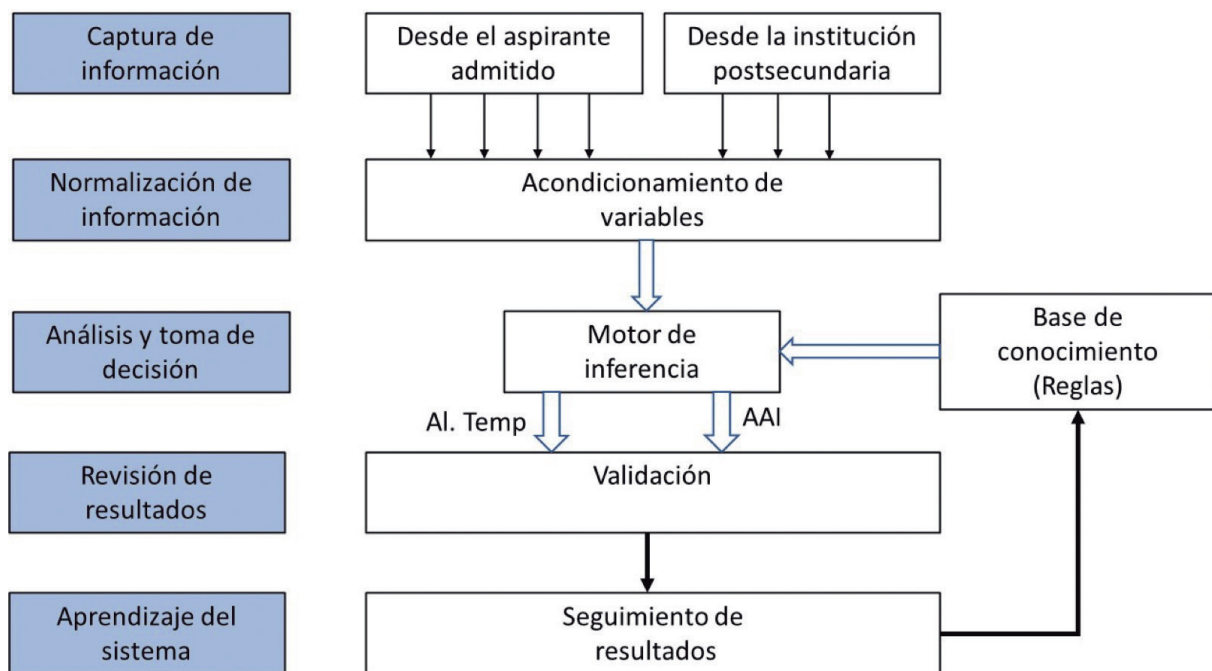 Captura de
información
Desde el aspirante
admitido
Desde la institución
postsecundaria
Normalización de
información
Acondicionamiento de
variables
Análisis y toma de
decisión
Motor de
inferencia
Base de
conocimiento
(Reglas)
Al. Temp
AAI
Revisión de
resultados
Validación
Aprendizaje del
sistema
Seguimiento de
resultados